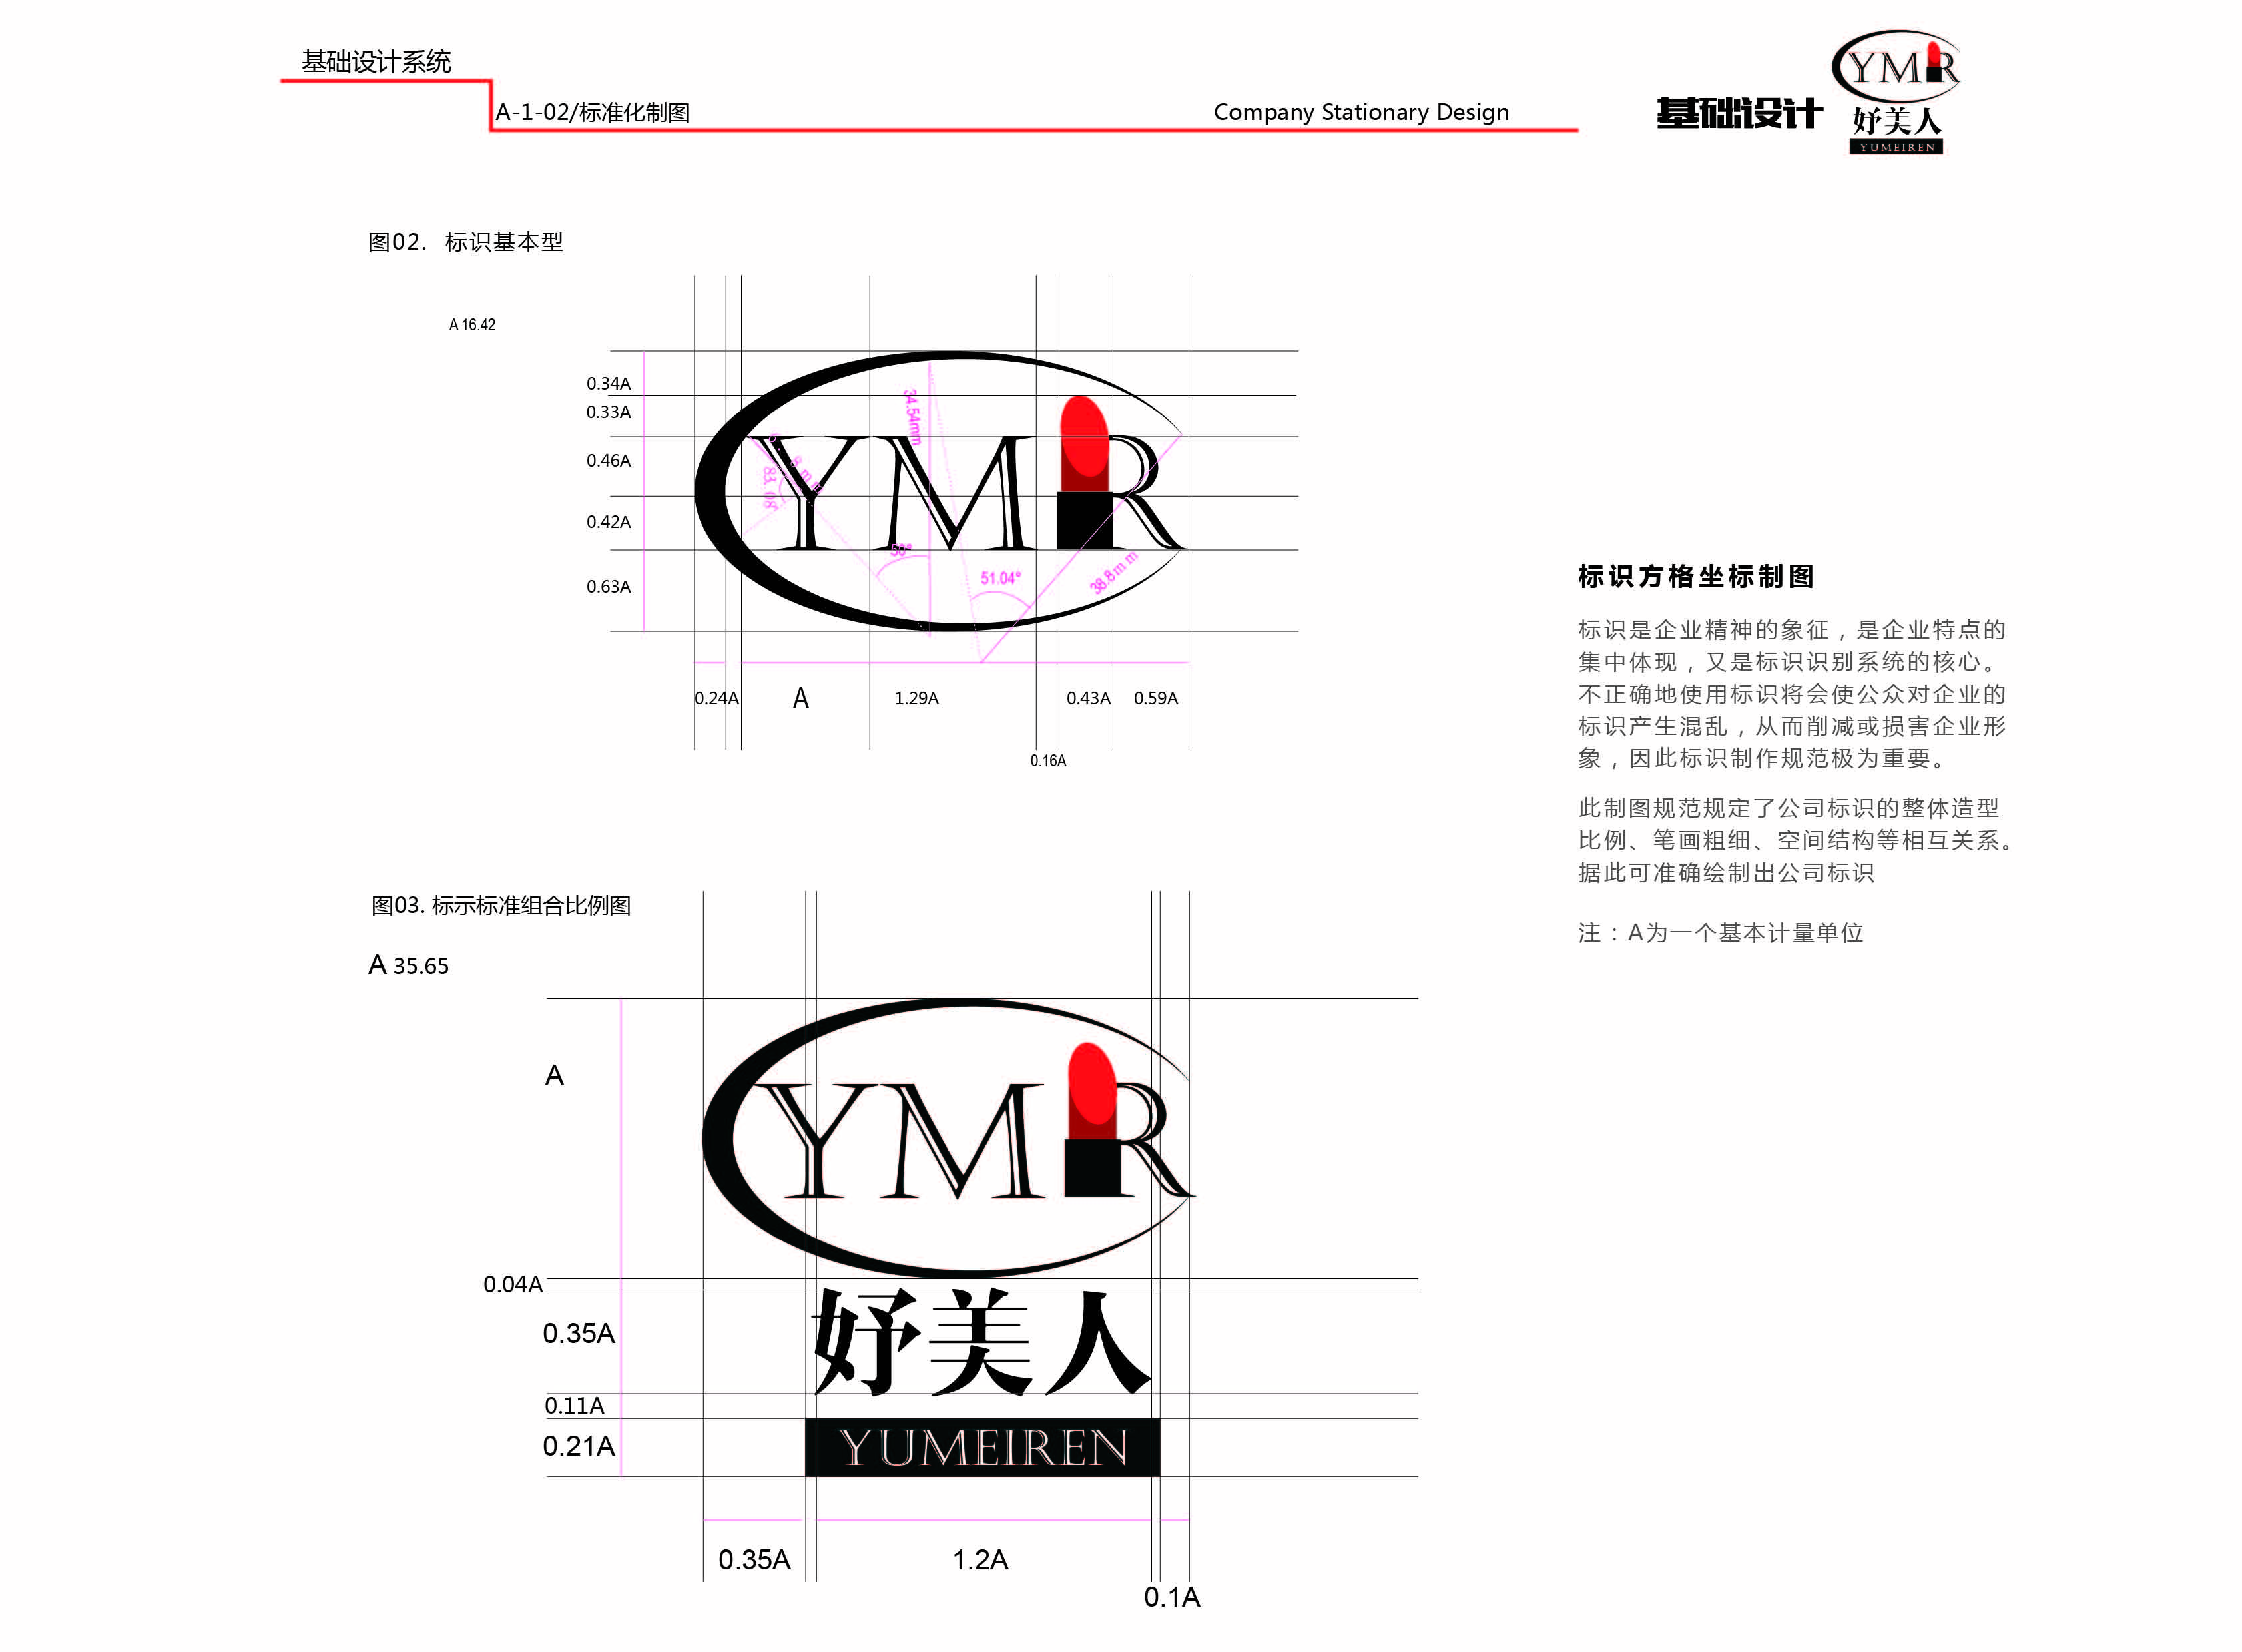 基础设计系统
A-1-02/标准化制图
Company Stationary Design
基础设计
YMR
妤美人
YUMEIREN
图02. 标识基本型
A 16.42
0.34A
0.33A
0.46A
0.42A
0.63A
YMR
34.54mm
83.08°
50°
51.04°
38.8mm
0.24A
A
1.29A
0.43A
0.59A
0.16A
标识方格坐标制图
标识是企业精神的象征，是企业特点的
集中体现，又是标识识别系统的核心。
不正确地使用标识将会使公众对企业的
标识产生混乱，从而削减或损害企业形
象，因此标识制作规范极为重要。
此制图规范规定了公司标识的整体造型
比例、笔画粗细、空间结构等相互关系。
据此可准确绘制出公司标识
注：A为一个基本计量单位
图03. 标示标准组合比例图
A 35.65
A
YMR
0.04A
妤美人
0.35A
0.11A
0.21A
YUMEIREN
0.35A
1.2A
0.1A